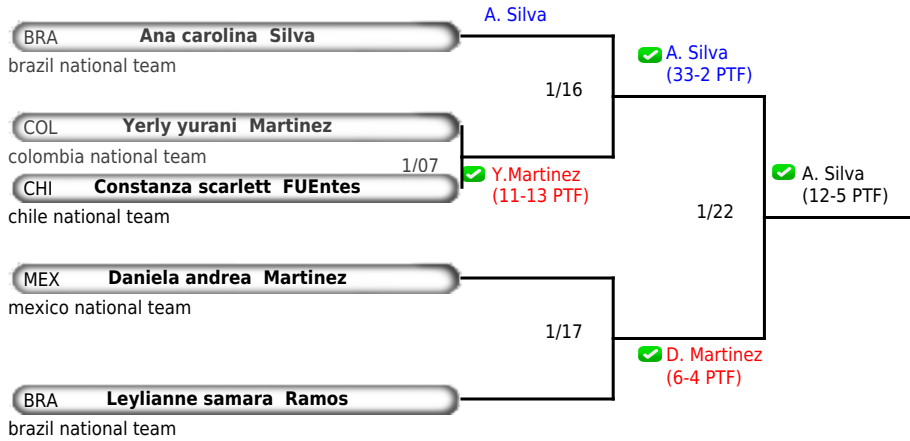 A. Silva
BRA Ana carolina Silva
brazil national team
A. Silva
(33-2 PTF)
1/16
COL Yerly yurani Martinez
colombia national team
1/07
Y.Martinez
(11-13 PTF)
CHI Constanza scarlett FUEntes
chile national team
A. Silva
(12-5 PTF)
1/22
MEX Daniela andrea Martinez
mexico national team
1/17
D. Martinez
(6-4 PTF)
BRA Leylianne samara Ramos
brazil national team